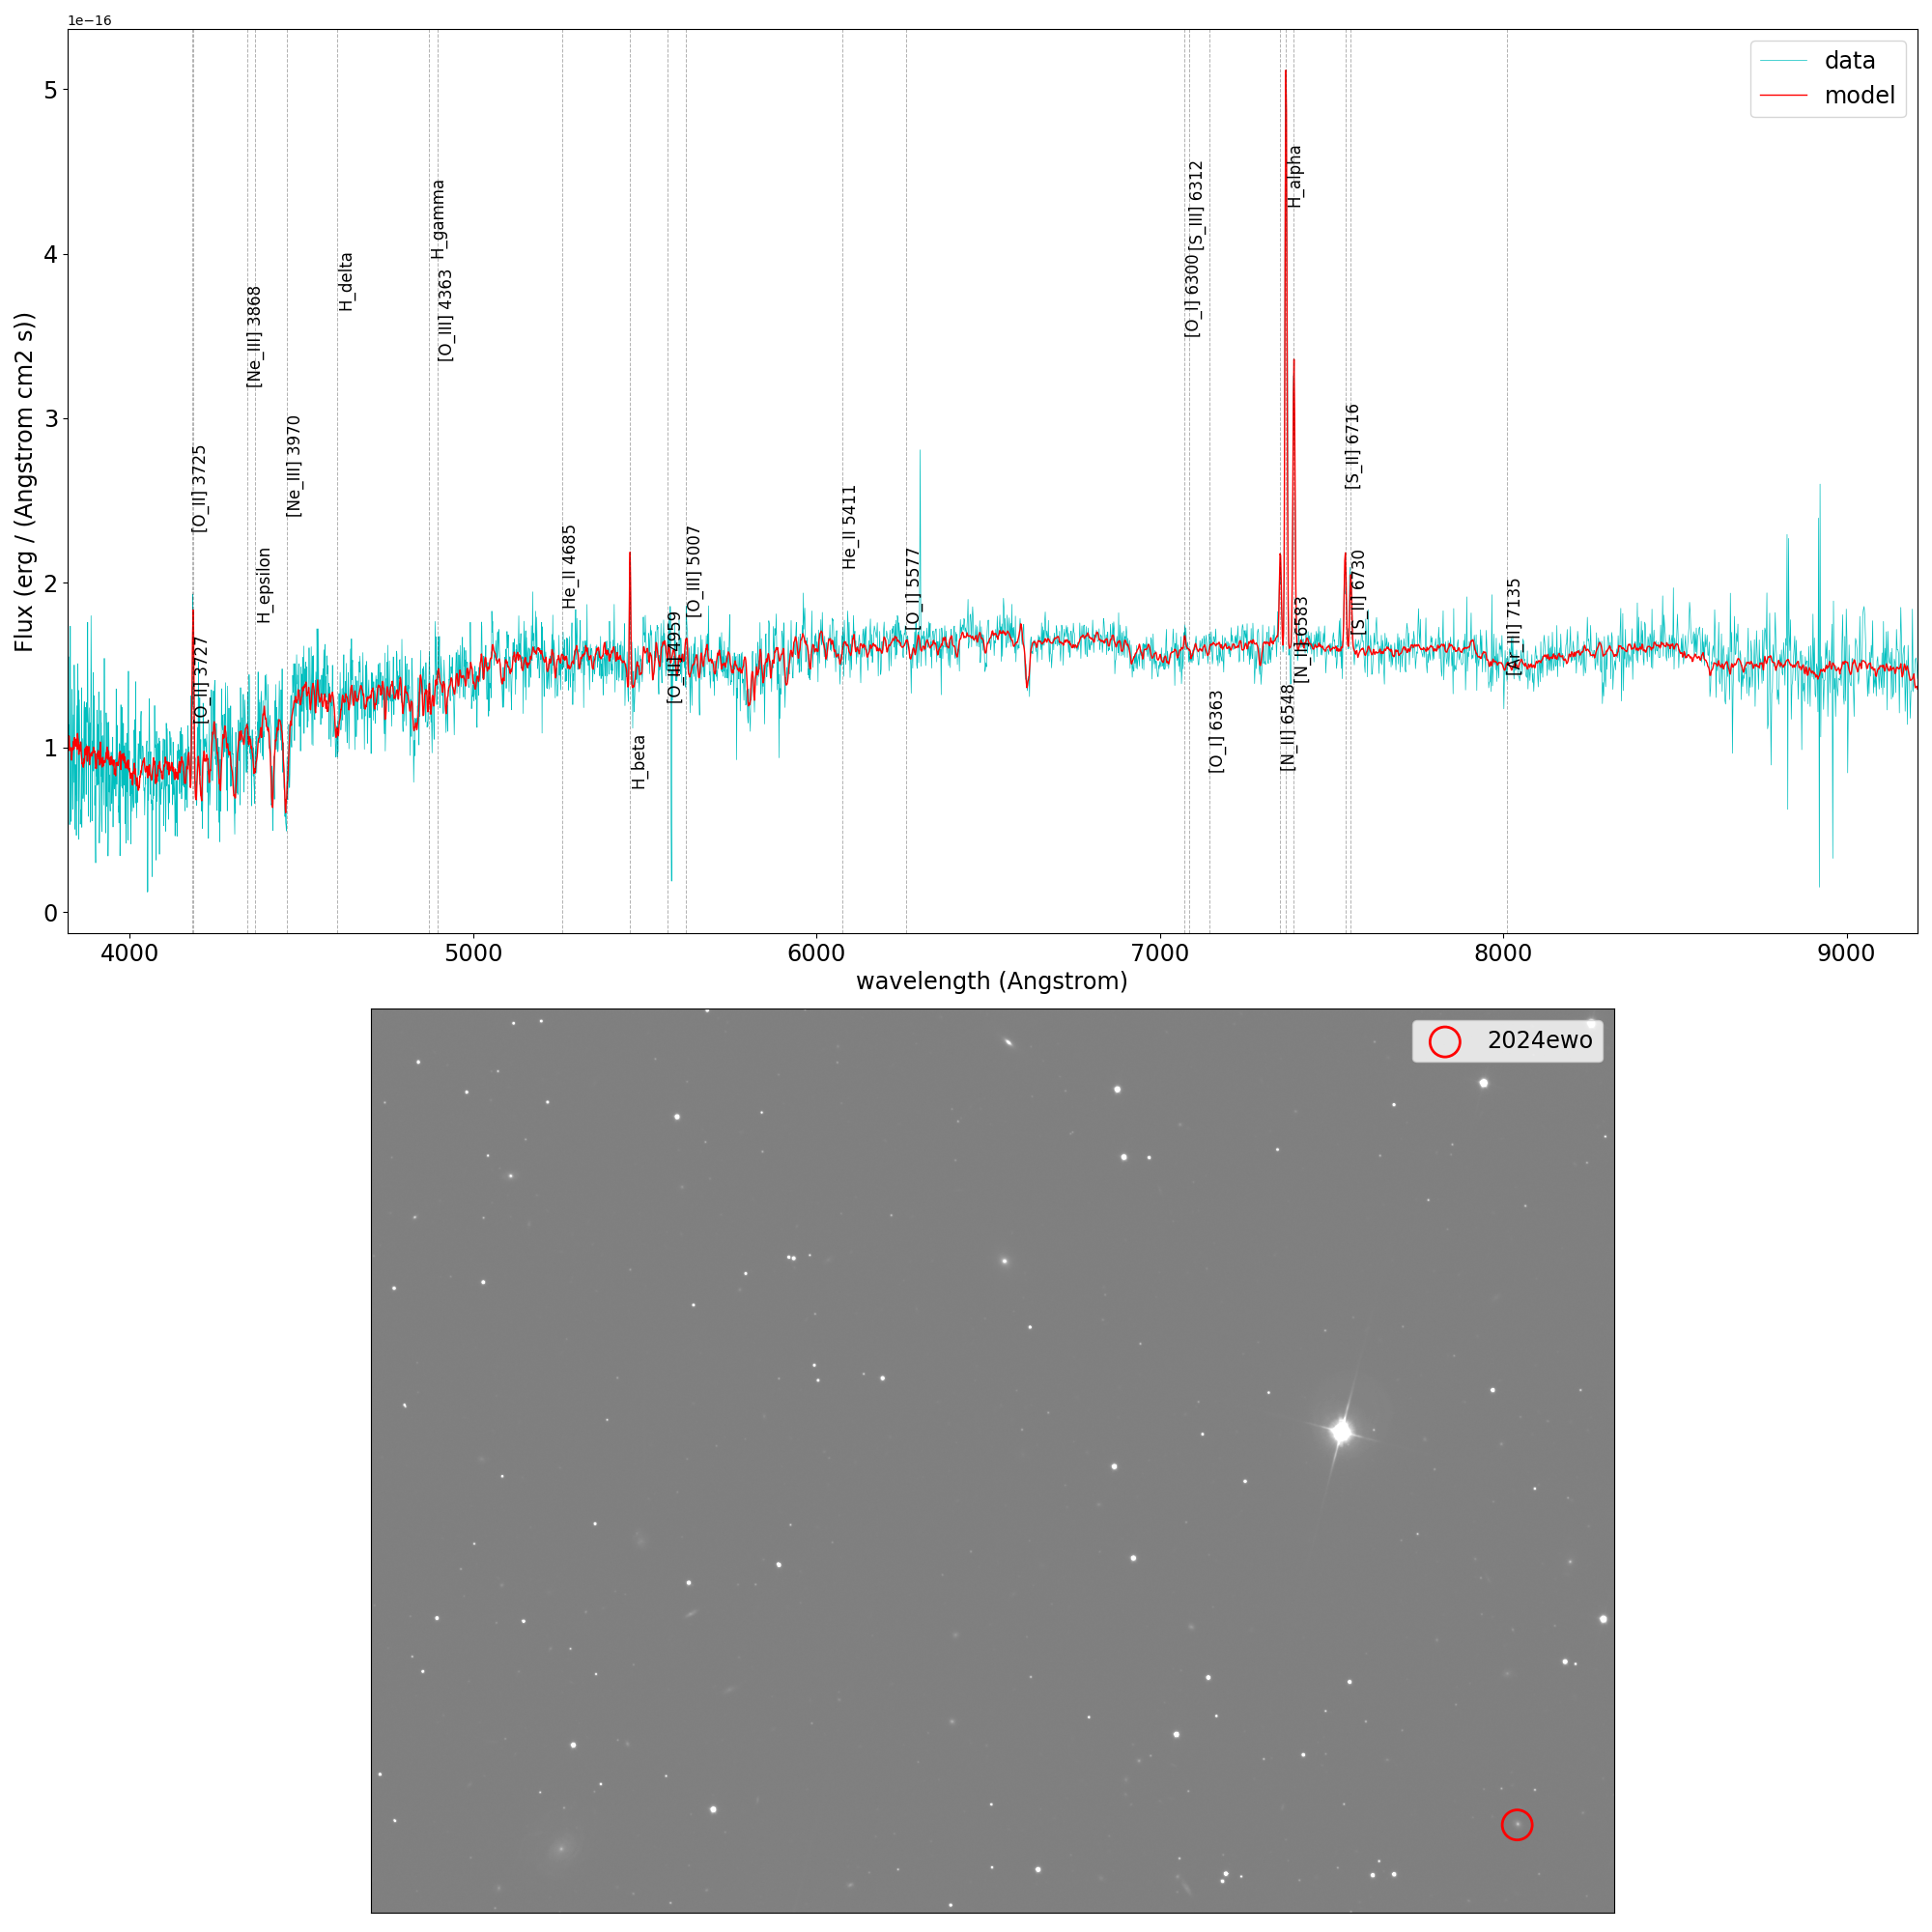 1e−16
data
model
5
4
3
2
1
0
Flux (erg / (Angstrom cm2 s))
[O_II] 3725
[O_II] 3727
[Ne_III] 3868
H_epsilon
[Ne_III] 3970
H_delta
H_gamma
[O_III] 4363
He_II 4685
H_beta
[O_III] 4959
[O_III] 5007
He_II 5411
[O_I] 5577
[O_I] 6300
[S_III] 6312
[O_I] 6363
[N_II] 6548
H_alpha
[N_II] 6583
[S_II] 6716
[S_II] 6730
[Ar_III] 7135
4000
5000
6000
7000
8000
9000
wavelength (Angstrom)
2024ewo